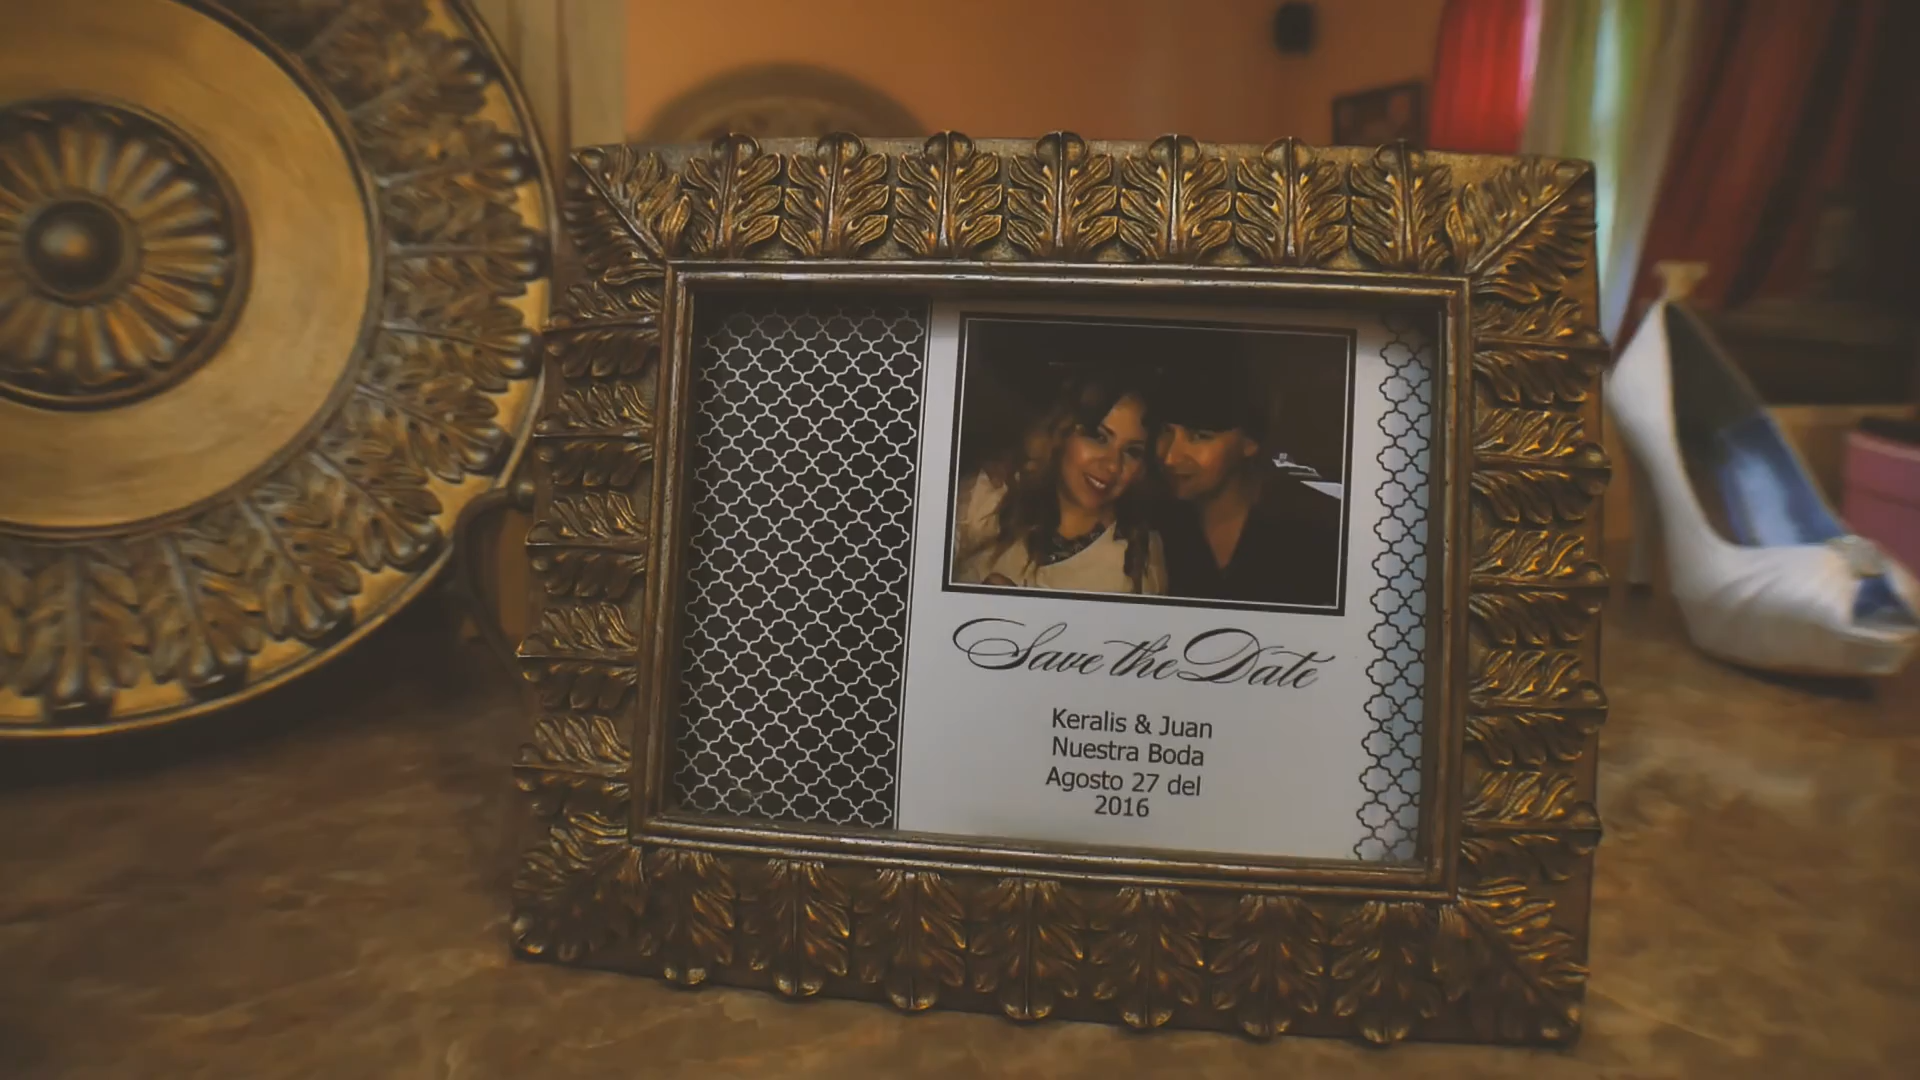 Save the Date
Keralis & Juan
Nuestra Boda
Agosto 27 del
2016